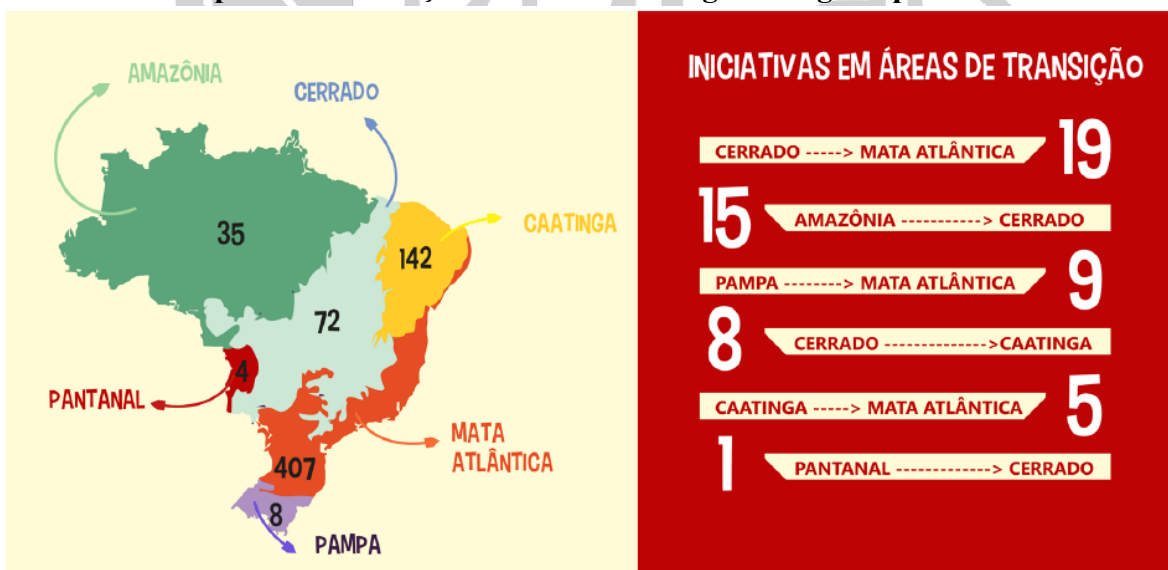 AMAZÔNIA
CERRADO
35
CAATINGA
142
72
4
PANTANAL
MATA
ATLÂNTICA
407
8
PAMPA
INICIATIVAS EM ÁREAS DE TRANSIÇÃO
CERRADO -----> MATA ATLÂNTICA 19
15 AMAZÔNIA -----------> CERRADO
PAMPA --------> MATA ATLÂNTICA 9
8 CERRADO -------------->CAATINGA
CAATINGA -----> MATA ATLÂNTICA 5
1 PANTANAL -------------> CERRADO